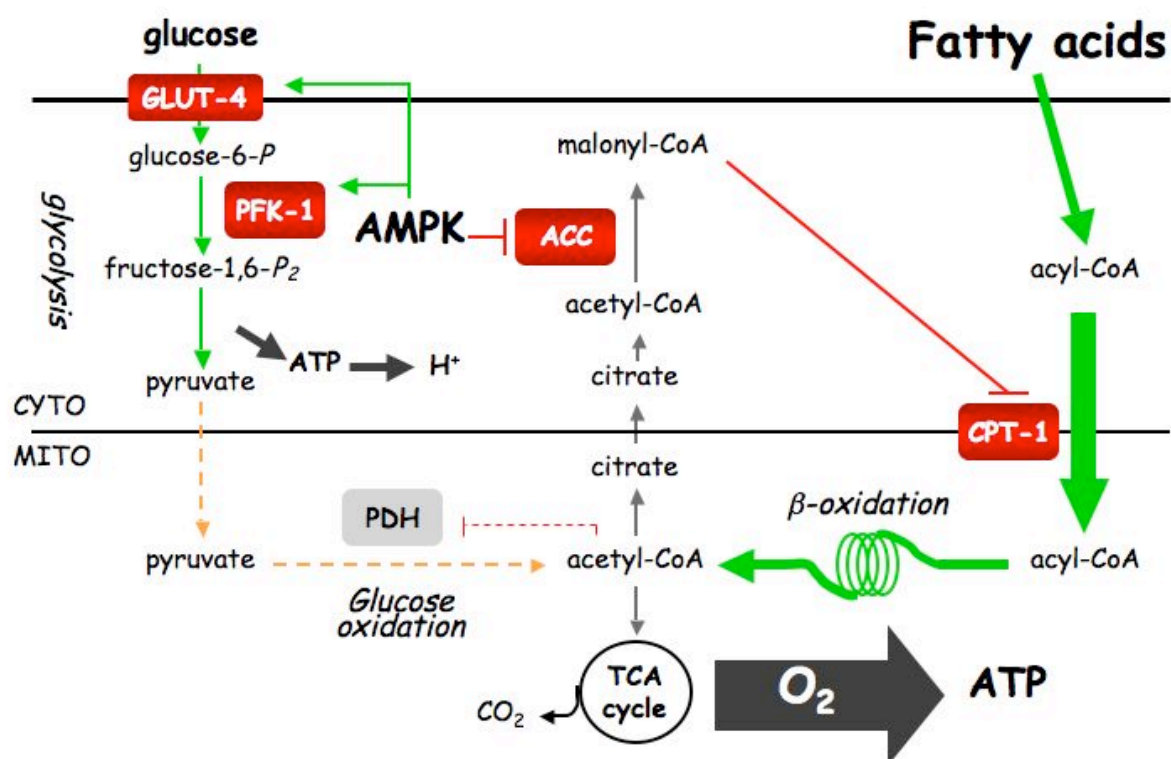 glucose
Fatty acids
GLUT-4
glucose-6-P
malonyl-CoA
glycolysis
PFK-1
AMPK
ACC
fructose-1,6-P₂
acyl-CoA
acetyl-CoA
ATP
H⁺
pyruvate
citrate
CYTO
CPT-1
MITO
citrate
PDH
β-oxidation
pyruvate
acetyl-CoA
acyl-CoA
Glucose
oxidation
TCA
cycle
CO₂
O₂
ATP